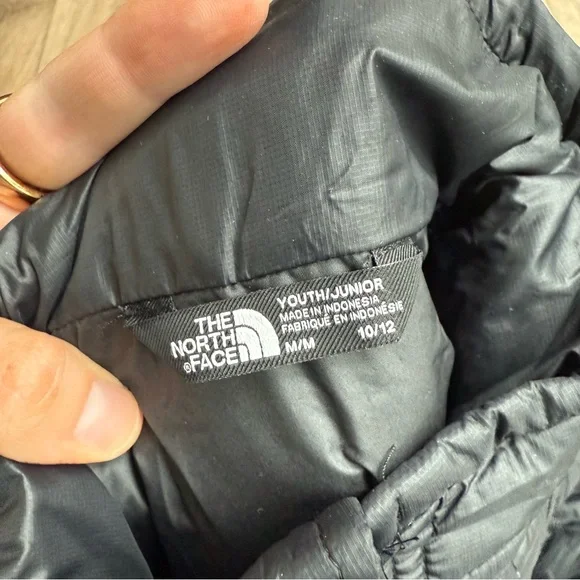 THE
NORTH
®FACE
YOUTH/JUNIOR
MADE IN INDONESIA
FABRIQUÉ EN INDONÉSIE
M/M 10/12